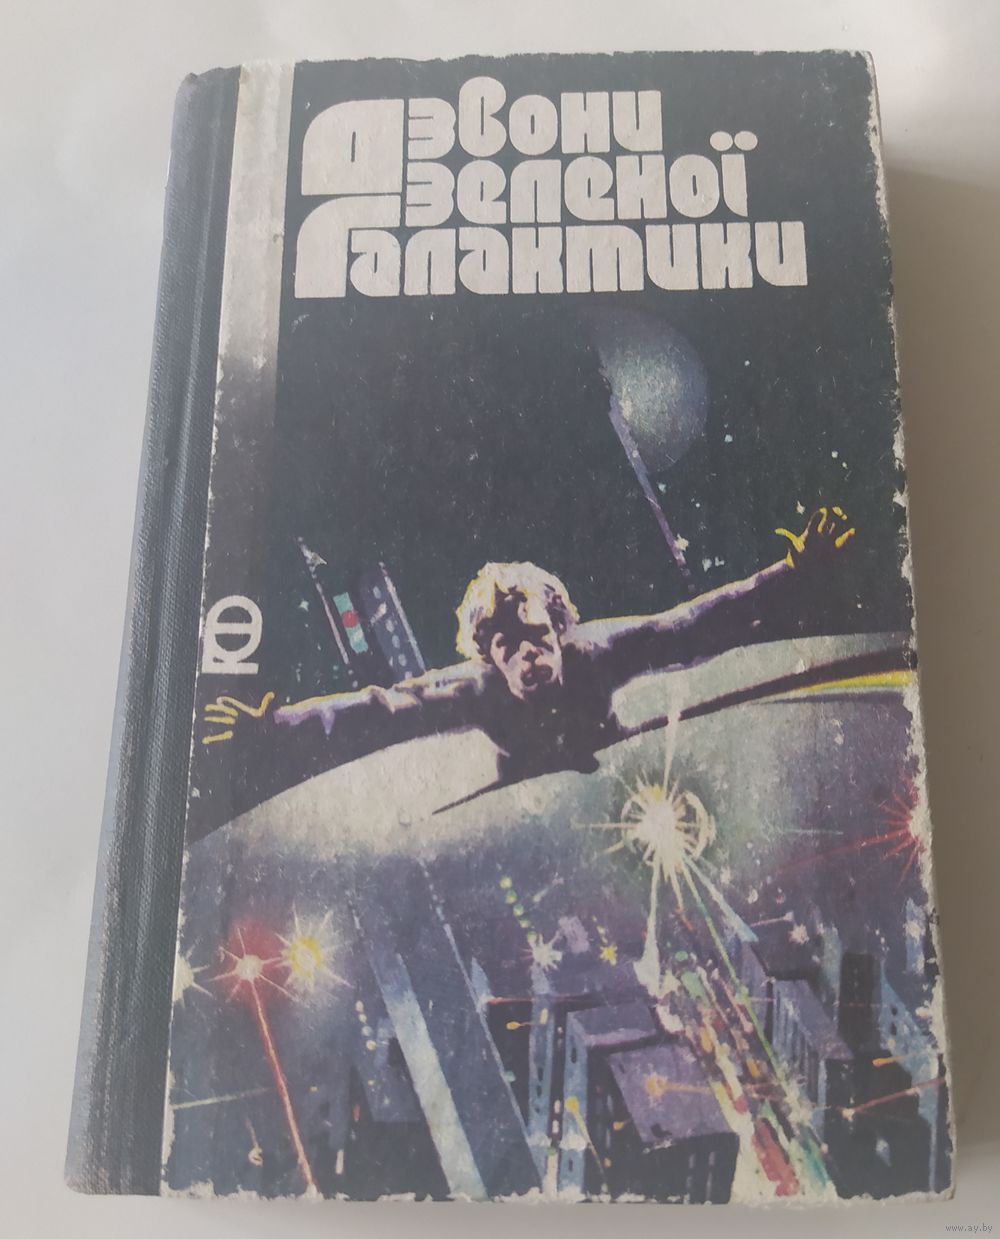 Дзвони
зеленої
Галактики
КФ
www.ay.by